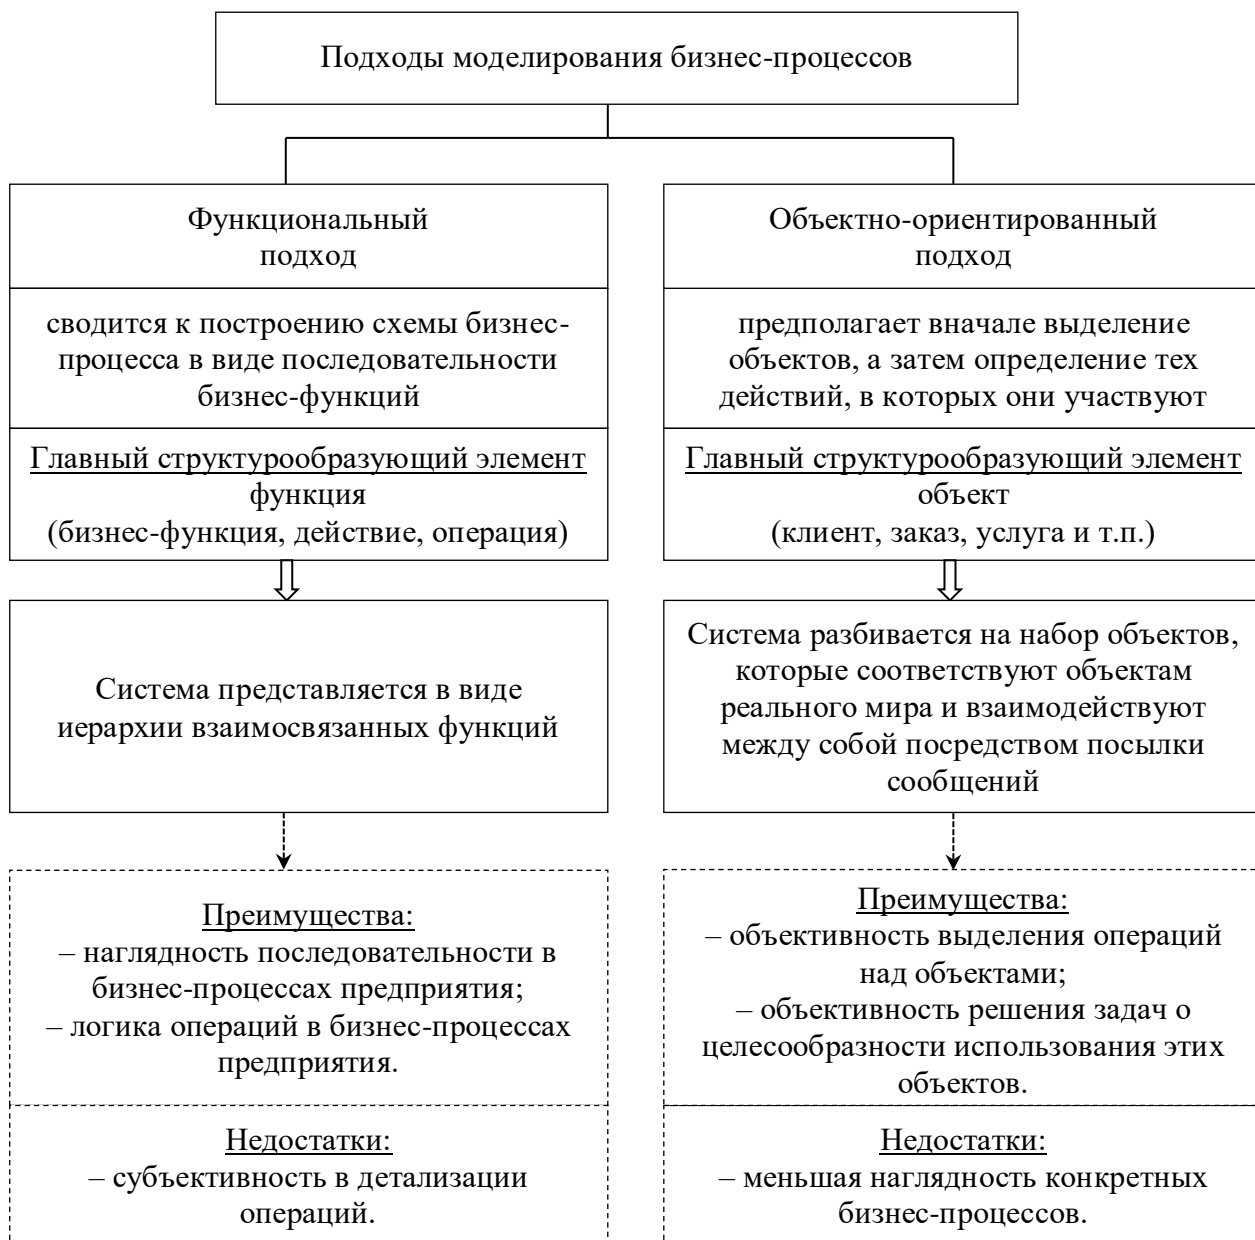 Подходы моделирования бизнес-процессов
Функциональный
подход
сводится к построению схемы бизнес-
процесса в виде последовательности
бизнес-функций
Главный структурообразующий элемент
функция
(бизнес-функция, действие, операция)
Система представляется в виде
иерархии взаимосвязанных функций
Преимущества:
– наглядность последовательности в
бизнес-процессах предприятия;
– логика операций в бизнес-процессах
предприятия.
Недостатки:
– субъективность в детализации
операций.
Объектно-ориентированный
подход
предполагает вначале выделение
объектов, а затем определение тех
действий, в которых они участвуют
Главный структурообразующий элемент
объект
(клиент, заказ, услуга и т.п.)
Система разбивается на набор объектов,
которые соответствуют объектам
реального мира и взаимодействуют
между собой посредством посылки
сообщений
Преимущества:
– объективность выделения операций
над объектами;
– объективность решения задач о
целесообразности использования этих
объектов.
Недостатки:
– меньшая наглядность конкретных
бизнес-процессов.